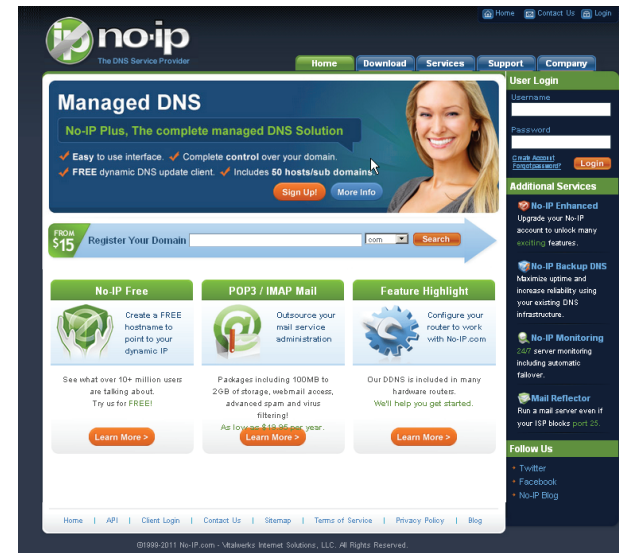 Home Contact Us Login
no·ip
The DNS Service Provider
Home Download Services Support Company
Managed DNS
No-IP Plus, The complete managed DNS Solution
Easy to use interface. Complete control over your domain.
FREE dynamic DNS update client. Includes 50 hosts/sub domains.
Sign Up! More Info
User Login
Username
Password
Create Account
Forgot password?
Login
FROM
$15
Register Your Domain com Search
Additional Services
No-IP Enhanced
Upgrade your No-IP
account to unlock many
exciting features.
No-IP Backup DNS
Maximize uptime and
increase reliability using
your existing DNS
infrastructure.
No-IP Monitoring
24/7 server monitoring
including automatic
failover.
Mail Reflector
Run a mail server even if
your ISP blocks port 25.
Follow Us
Twitter
Facebook
No-IP Blog
No-IP Free
Create a FREE
hostname to
point to your
dynamic IP
See what over 10+ million users
are talking about.
Try us for FREE!
Learn More >
POP3 / IMAP Mail
Outsource your
mail service
administration
Packages including 100MB to
2GB of storage, webmail access,
advanced spam and virus
filtering!
As low as $19.95 per year.
Learn More >
Feature Highlight
Configure your
router to work
with No-IP.com
Our DDNS is included in many
hardware routers.
We'll help you get started.
Learn More >
Home | API | Client Login | Contact Us | Sitemap | Terms of Service | Privacy Policy | Blog
©1999-2011 No-IP.com - Vitalwerks Internet Solutions, LLC. All Rights Reserved.